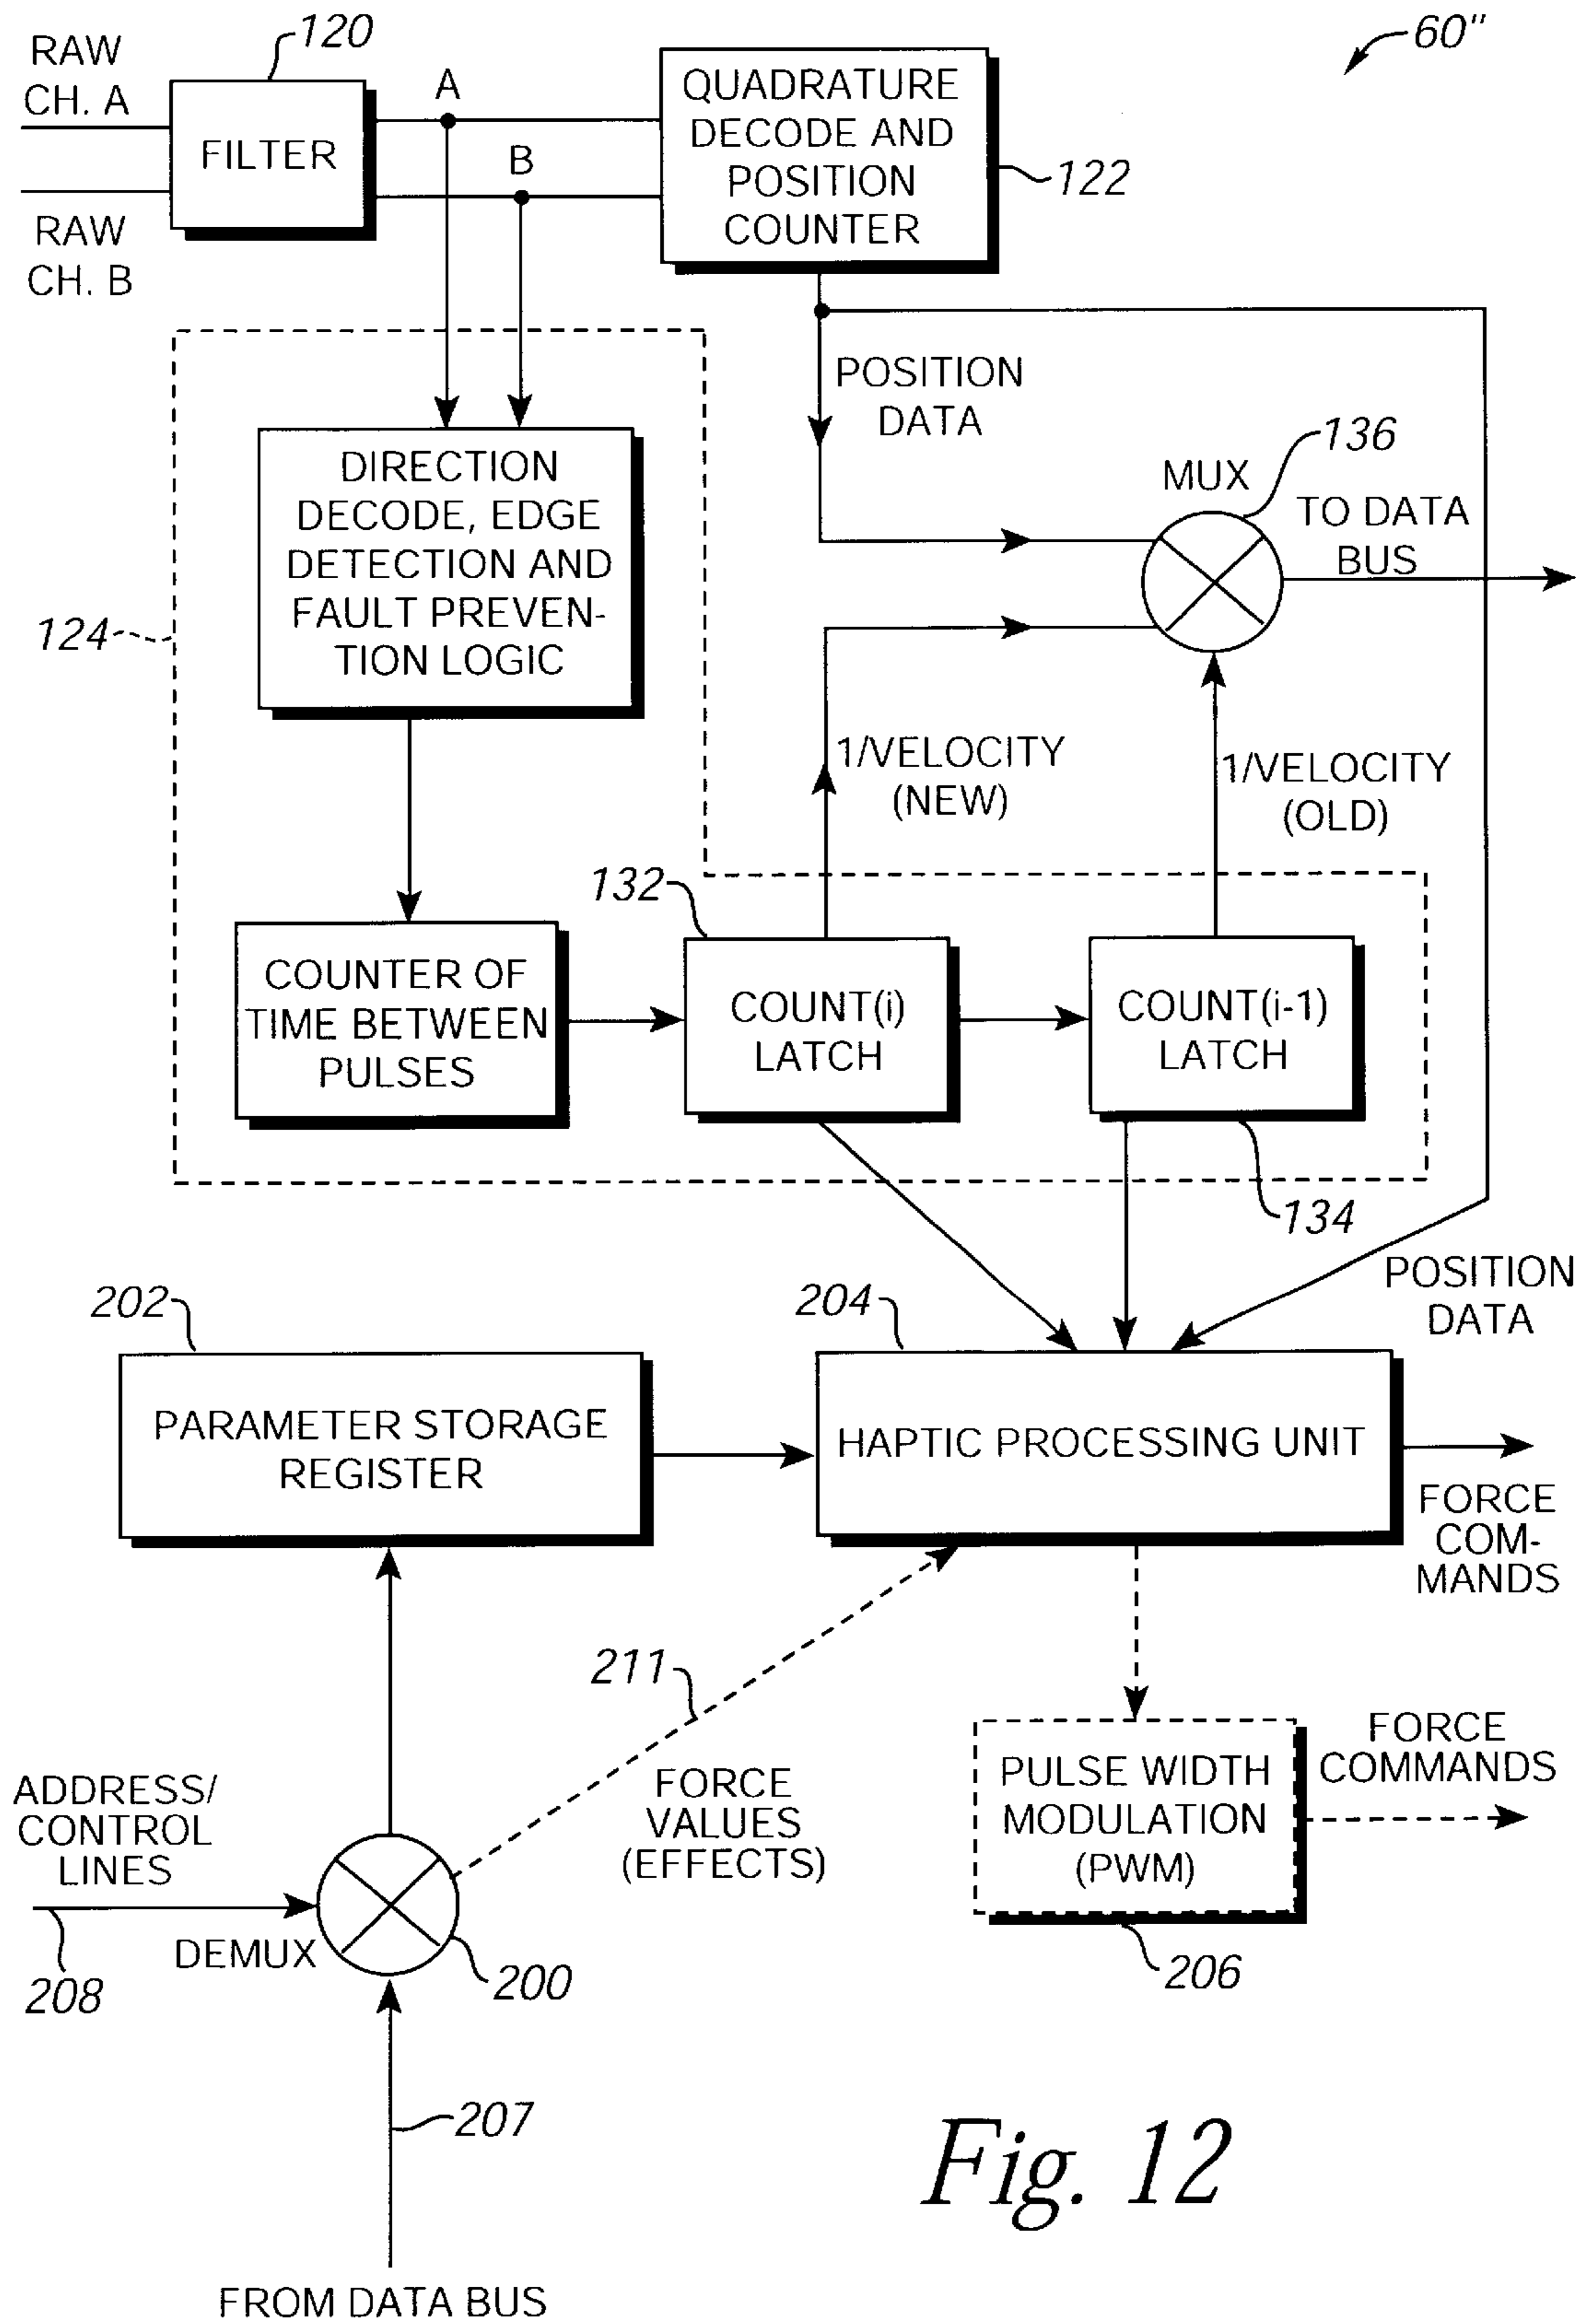 120
60"
RAW
CH. A
FILTER
RAW
CH. B
A
B
QUADRATURE
DECODE AND
POSITION
COUNTER
122
POSITION
DATA
136
MUX
TO DATA
BUS
DIRECTION
DECODE, EDGE
DETECTION AND
FAULT PREVEN-
TION LOGIC
124
1/VELOCITY
(NEW)
1/VELOCITY
(OLD)
132
COUNTER OF
TIME BETWEEN
PULSES
COUNT(i)
LATCH
COUNT(i-1)
LATCH
134
POSITION
DATA
202
204
PARAMETER STORAGE
REGISTER
HAPTIC PROCESSING UNIT
FORCE
COM-
MANDS
211
FORCE
VALUES
(EFFECTS)
PULSE WIDTH
MODULATION
(PWM)
FORCE
COMMANDS
206
ADDRESS/
CONTROL
LINES
208
DEMUX
200
207
FROM DATA BUS
Fig. 12